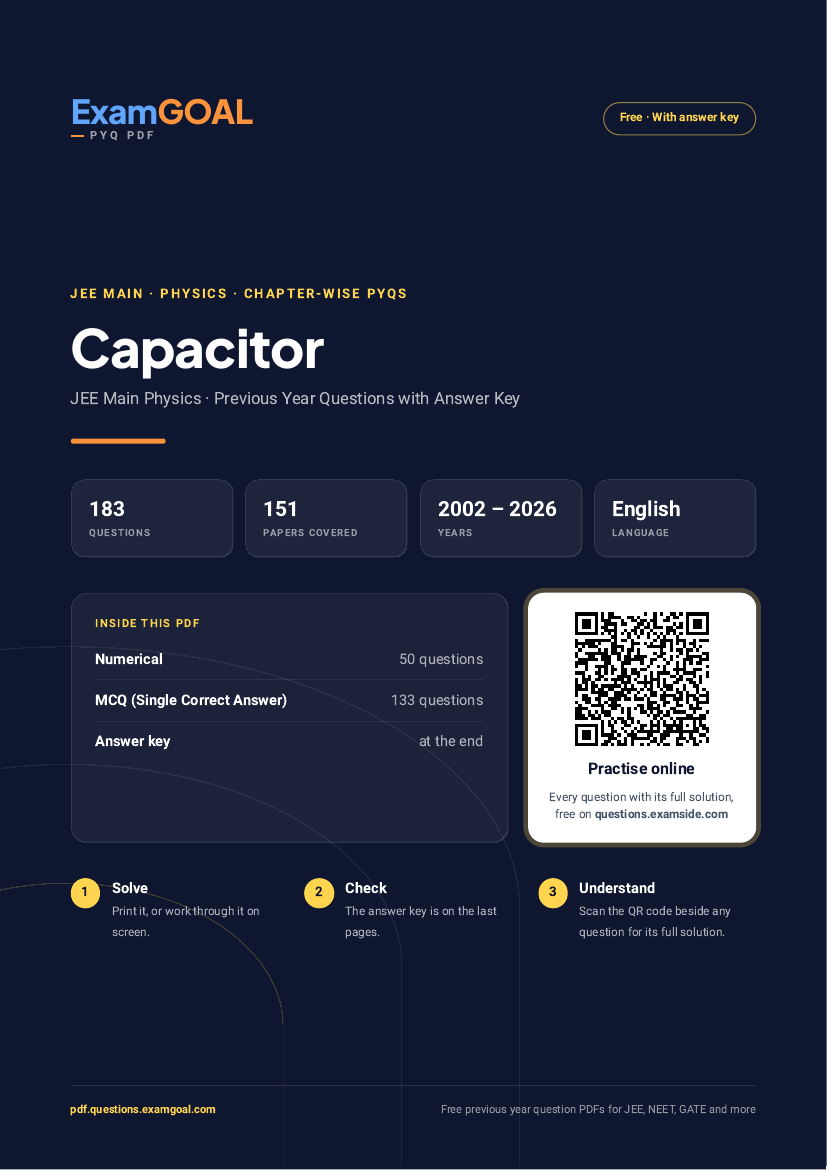 ExamGOAL
PYQ PDF
Free · With answer key
JEE MAIN · PHYSICS · CHAPTER-WISE PYQS
Capacitor
JEE Main Physics · Previous Year Questions with Answer Key
183
QUESTIONS
151
PAPERS COVERED
2002 – 2026
YEARS
English
LANGUAGE
INSIDE THIS PDF
Numerical 50 questions
MCQ (Single Correct Answer) 133 questions
Answer key at the end
Practise online
Every question with its full solution,
free on questions.examside.com
1 Solve
Print it, or work through it on
screen.
2 Check
The answer key is on the last
pages.
3 Understand
Scan the QR code beside any
question for its full solution.
pdf.questions.examgoal.com
Free previous year question PDFs for JEE, NEET, GATE and more